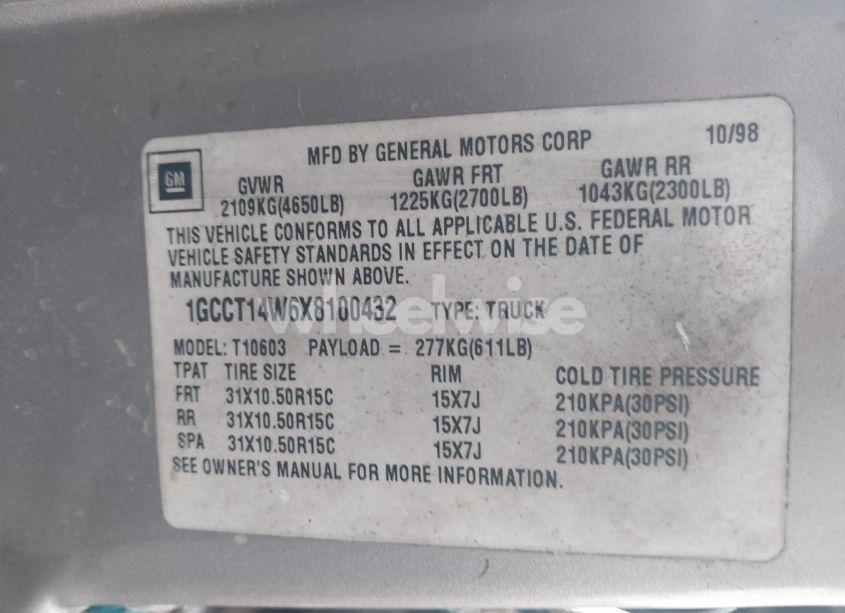 MFD BY GENERAL MOTORS CORP 10/98
GM
GVWR GAWR FRT GAWR RR
2109KG(4650LB) 1225KG(2700LB) 1043KG(2300LB)
THIS VEHICLE CONFORMS TO ALL APPLICABLE U.S. FEDERAL MOTOR
VEHICLE SAFETY STANDARDS IN EFFECT ON THE DATE OF
MANUFACTURE SHOWN ABOVE.
1GCCT14W6X8100432 TYPE: TRUCK
wheelwise
MODEL: T10603 PAYLOAD = 277KG(611LB)
TPAT TIRE SIZE RIM COLD TIRE PRESSURE
FRT 31X10.50R15C 15X7J 210KPA(30PSI)
RR 31X10.50R15C 15X7J 210KPA(30PSI)
SPA 31X10.50R15C 15X7J 210KPA(30PSI)
SEE OWNER'S MANUAL FOR MORE INFORMATION.